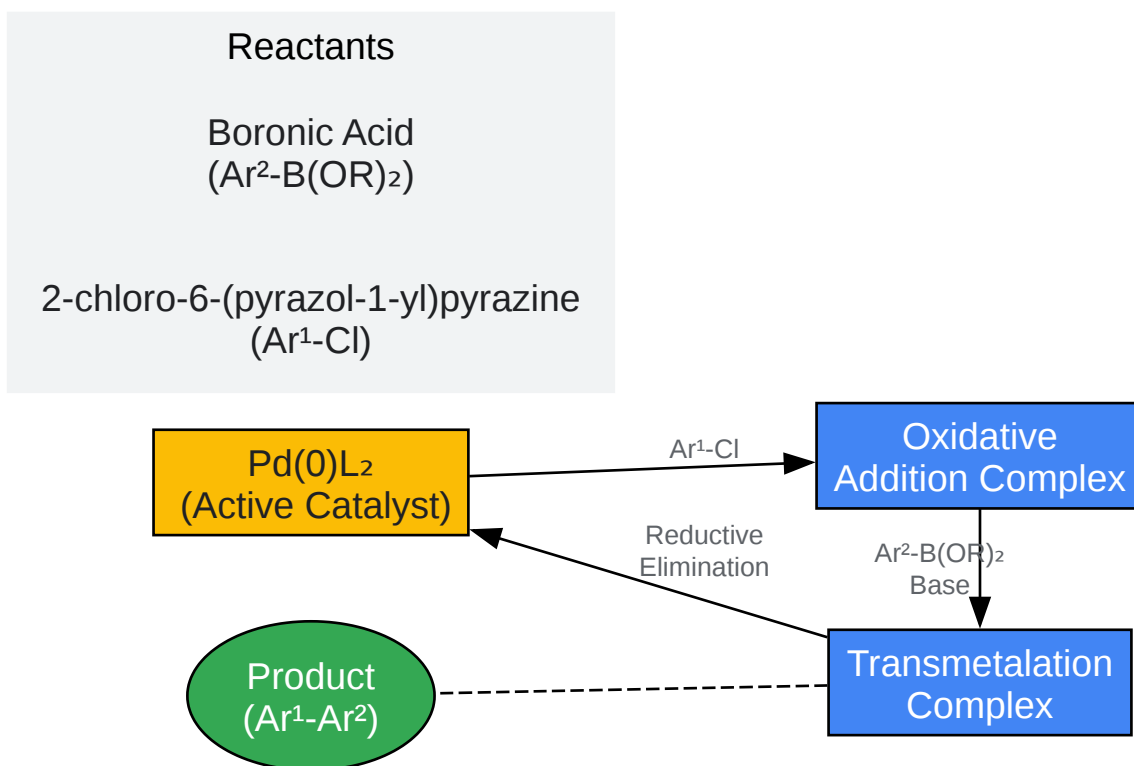 Reactants
Boronic Acid
(Ar²-B(OR)₂)
2-chloro-6-(pyrazol-1-yl)pyrazine
(Ar¹-Cl)
Pd(0)L₂
(Active Catalyst)
Ar¹-Cl
Oxidative
Addition Complex
Reductive
Elimination
Ar²-B(OR)₂
Base
Product
(Ar¹-Ar²)
Transmetalation
Complex